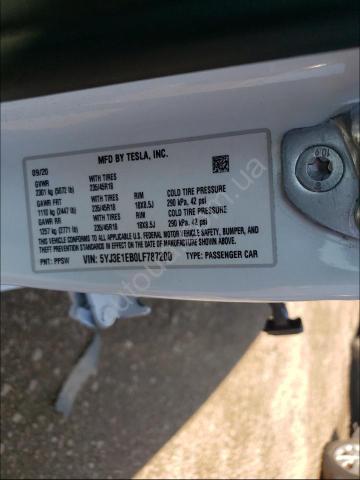 MFD BY TESLA, INC.
09/20
GVWR WITH TIRES
2301 kg (5072 lb) 235/45R18
GVWR FRT WITH TIRES RIM COLD TIRE PRESSURE
1110 kg (2447 lb) 235/45R18 18X8.5J 290 kPa, 42 psi
GAWR RR WITH TIRES RIM COLD TIRE PRESSURE
1257 kg (2771 lb) 235/45R18 18X8.5J 290 kPa, 42 psi
THIS VEHICLE CONFORMS TO ALL APPLICABLE FEDERAL MOTOR VEHICLE SAFETY, BUMPER, AND
THEFT PREVENTION STANDARDS IN EFFECT ON THE DATE OF MANUFACTURE SHOWN ABOVE
PNT: PPSW VIN: 5YJ3E1EB0LF787200 TYPE: PASSENGER CAR